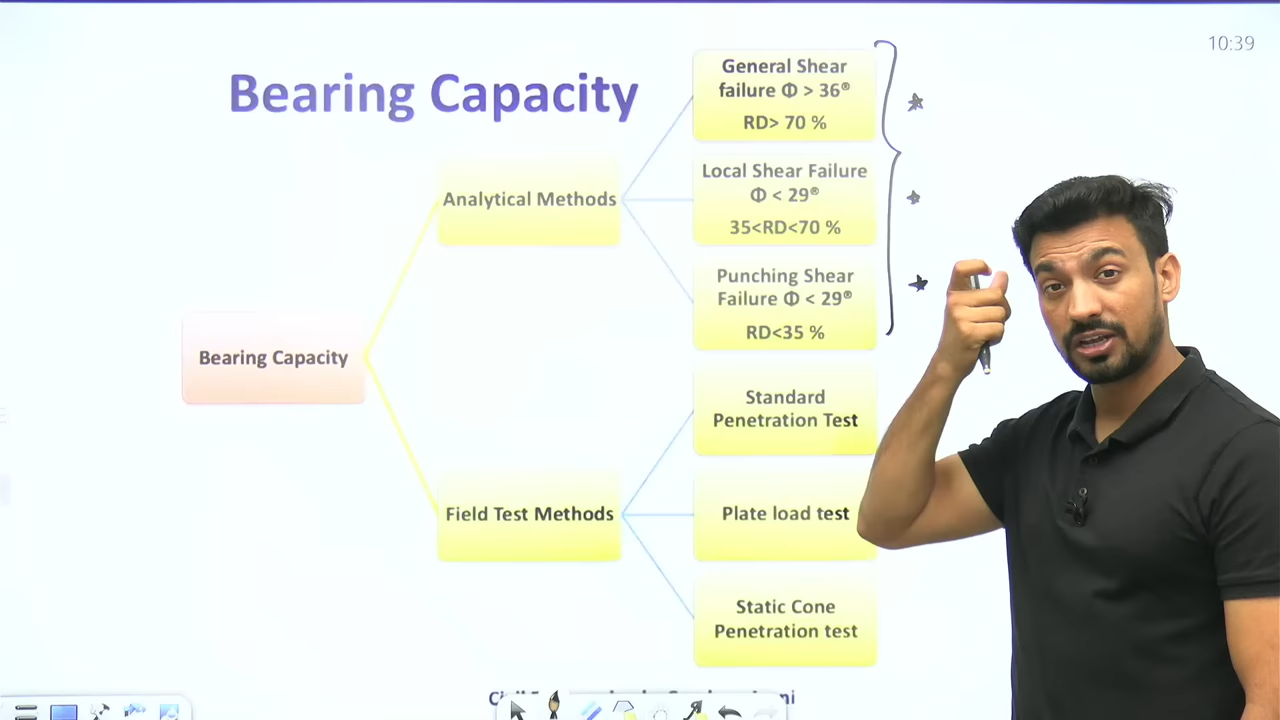 10:39
Bearing Capacity
General Shear
failure Φ > 36®
RD> 70 %
Local Shear Failure
Φ < 29®
35<RD<70 %
Punching Shear
Failure Φ < 29®
RD<35 %
Analytical Methods
Bearing Capacity
Standard
Penetration Test
Field Test Methods
Plate load test
Static Cone
Penetration test